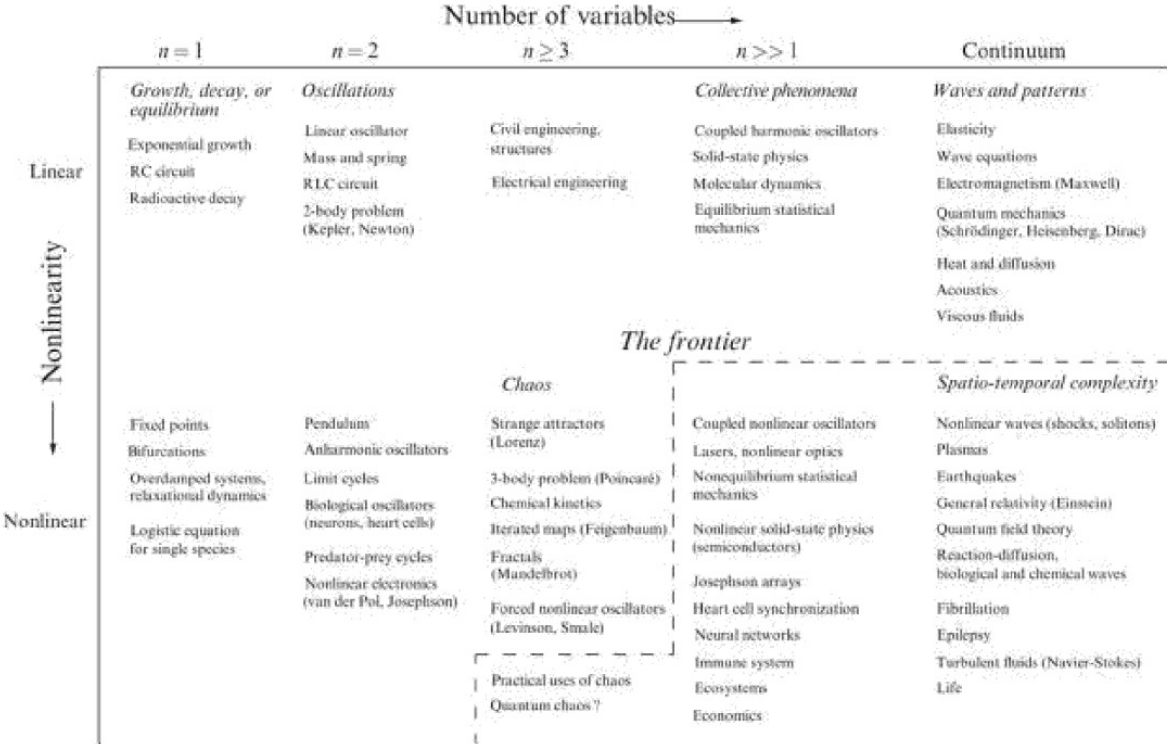 Number of variables
n = 1
n = 2
n ≥ 3
n >> 1
Continuum
Linear
Nonlinearity
Nonlinear
Growth, decay, or
equilibrium
Exponential growth
RC circuit
Radioactive decay
Oscillations
Linear oscillator
Mass and spring
RLC circuit
2-body problem
(Kepler, Newton)
Civil engineering,
structures
Electrical engineering
Collective phenomena
Coupled harmonic oscillators
Solid-state physics
Molecular dynamics
Equilibrium statistical
mechanics
Waves and patterns
Elasticity
Wave equations
Electromagnetism (Maxwell)
Quantum mechanics
(Schrödinger, Heisenberg, Dirac)
Heat and diffusion
Acoustics
Viscous fluids
The frontier
Fixed points
Bifurcations
Overdamped systems,
relaxational dynamics
Logistic equation
for single species
Pendulum
Anharmonic oscillators
Limit cycles
Biological oscillators
(neurons, heart cells)
Predator-prey cycles
Nonlinear electronics
(van der Pol, Josephson)
Chaos
Strange attractors
(Lorenz)
3-body problem (Poincaré)
Chemical kinetics
Iterated maps (Feigenbaum)
Fractals
(Mandelbrot)
Forced nonlinear oscillators
(Levinson, Smale)
Practical uses of chaos
Quantum chaos ?
Coupled nonlinear oscillators
Lasers, nonlinear optics
Nonequilibrium statistical
mechanics
Nonlinear solid-state physics
(semiconductors)
Josephson arrays
Heart cell synchronization
Neural networks
Immune system
Ecosystems
Economics
Spatio-temporal complexity
Nonlinear waves (shocks, solitons)
Plasmas
Earthquakes
General relativity (Einstein)
Quantum field theory
Reaction-diffusion,
biological and chemical waves
Fibrillation
Epilepsy
Turbulent fluids (Navier-Stokes)
Life